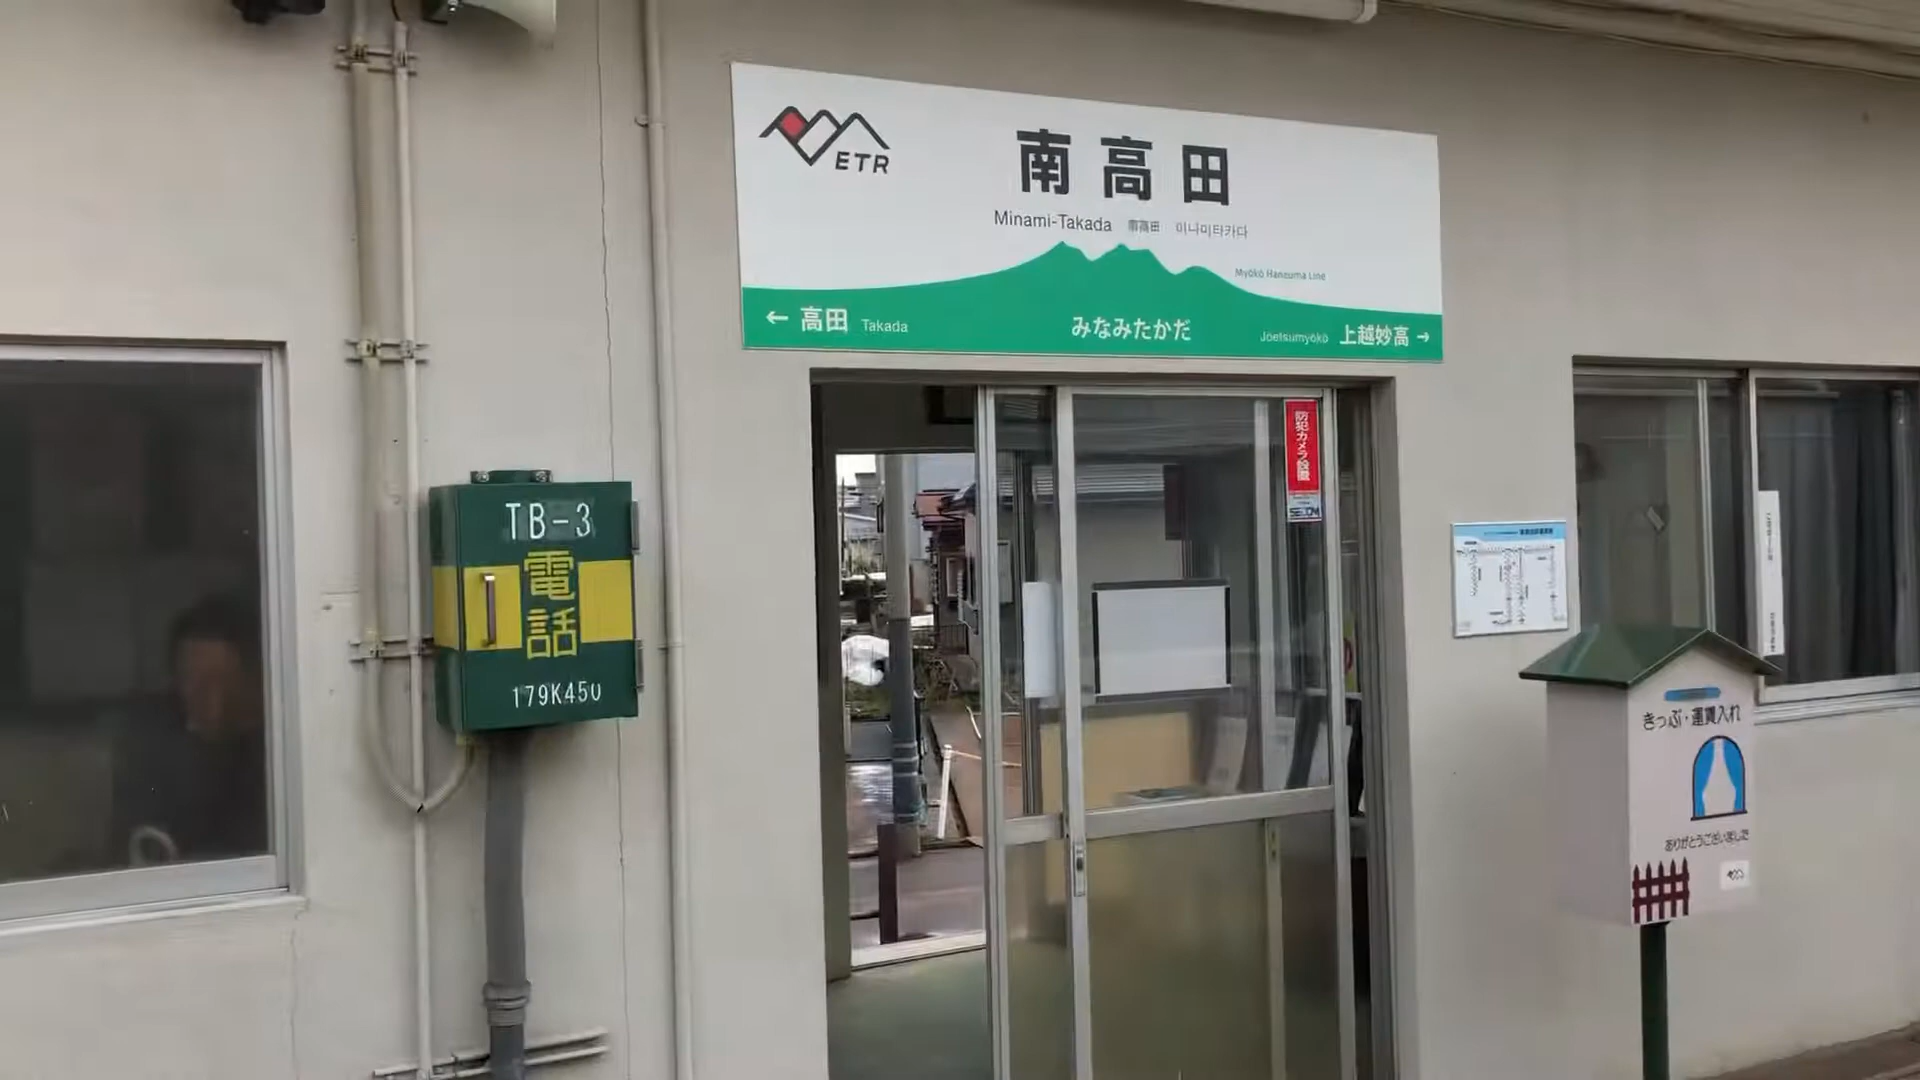 ETR
南高田
Minami-Takada 南高田 미나미타카다
Myōkō Haneuma Line
← 高田 Takada
みなみたかだ
Jōetsumyōkō 上越妙高 →
TB-3
電話
179K450
防犯カメラ設置
SECOM
きっぷ・運賃入れ
ありがとうございました